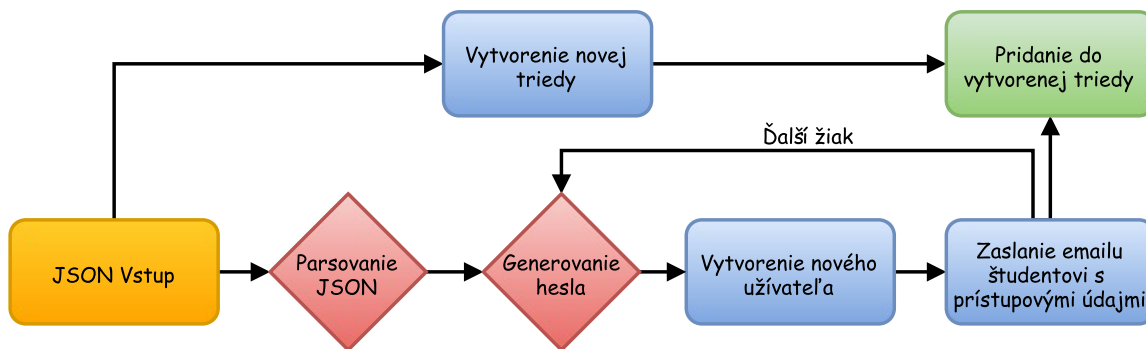 Vytvorenie novej
triedy
Pridanie do
vytvorenej triedy
Ďalší žiak
JSON Vstup
Parsovanie
JSON
Generovanie
hesla
Vytvorenie nového
užívateľa
Zaslanie emailu
študentovi s
prístupovými údajmi